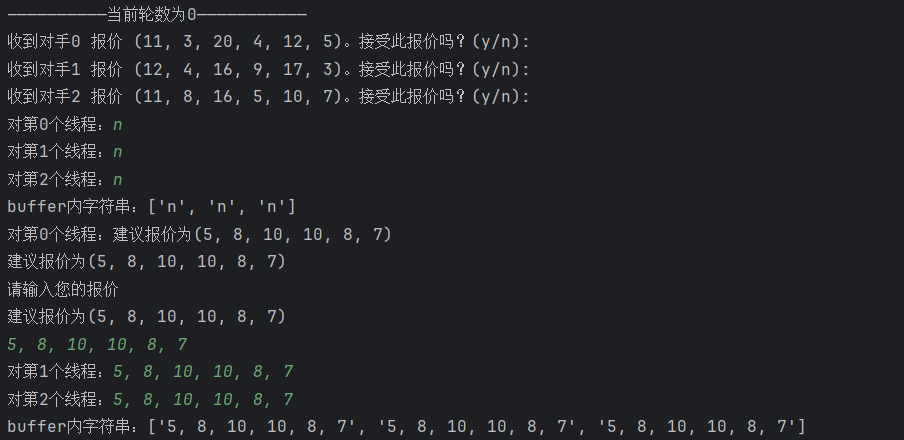 ——————————当前轮数为0———————————
收到对手0 报价 (11, 3, 20, 4, 12, 5)。接受此报价吗？(y/n):
收到对手1 报价 (12, 4, 16, 9, 17, 3)。接受此报价吗？(y/n):
收到对手2 报价 (11, 8, 16, 5, 10, 7)。接受此报价吗？(y/n):
对第0个线程：n
对第1个线程：n
对第2个线程：n
buffer内字符串：['n', 'n', 'n']
对第0个线程：建议报价为(5, 8, 10, 10, 8, 7)
建议报价为(5, 8, 10, 10, 8, 7)
请输入您的报价
建议报价为(5, 8, 10, 10, 8, 7)
5, 8, 10, 10, 8, 7
对第1个线程：5, 8, 10, 10, 8, 7
对第2个线程：5, 8, 10, 10, 8, 7
buffer内字符串：['5, 8, 10, 10, 8, 7', '5, 8, 10, 10, 8, 7', '5, 8, 10, 10, 8, 7']